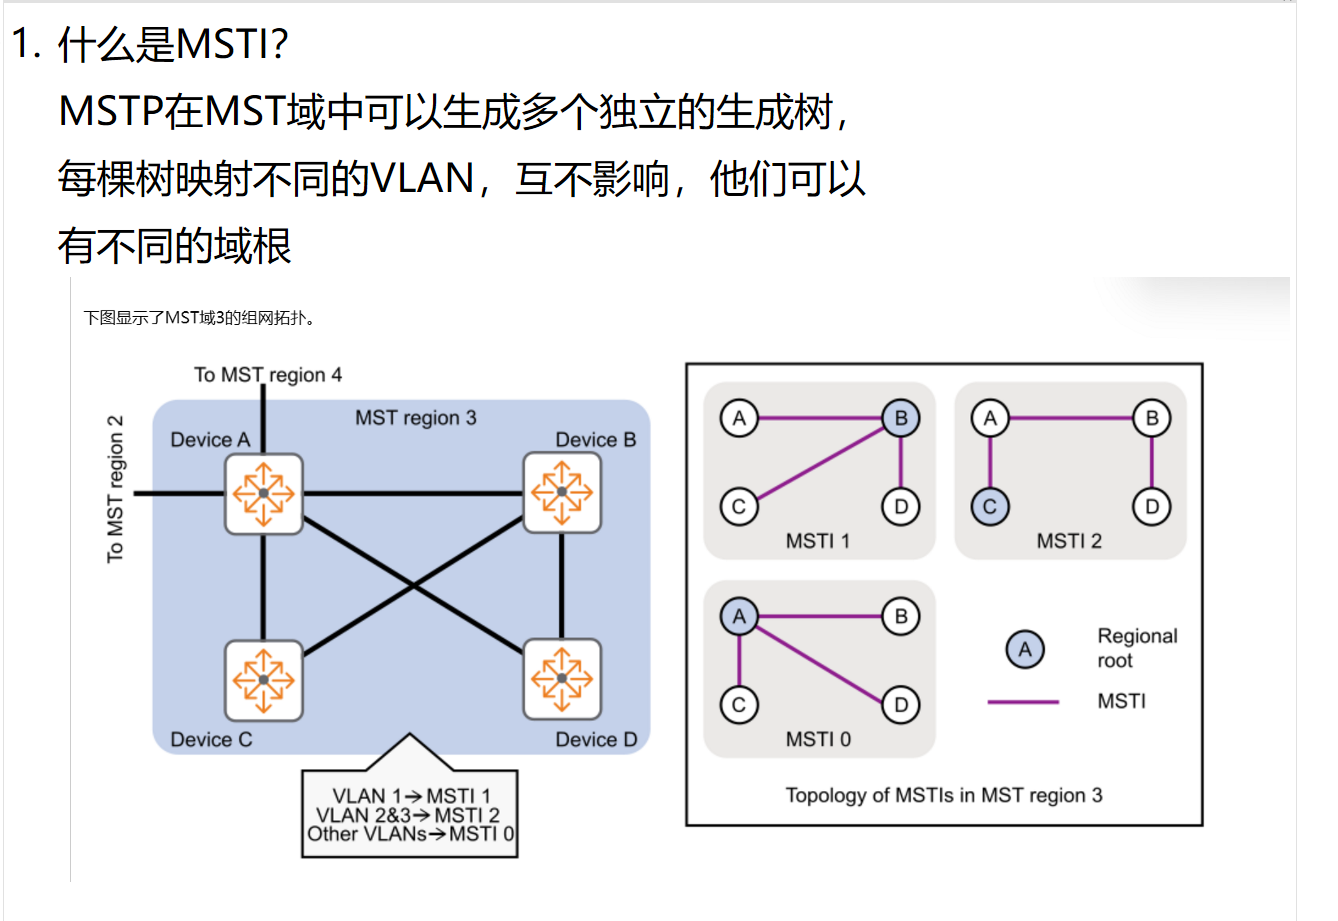 1. 什么是MSTI?
MSTP在MST域中可以生成多个独立的生成树，
每棵树映射不同的VLAN，互不影响，他们可以
有不同的域根
下图显示了MST域3的组网拓扑。
To MST region 4
To MST region 2
MST region 3
Device A
Device B
Device C
Device D
VLAN 1→MSTI 1
VLAN 2&3→MSTI 2
Other VLANs→MSTI 0
A
B
C
D
MSTI 1
A
B
C
D
MSTI 2
A
B
C
D
MSTI 0
A
Regional
root
MSTI
Topology of MSTIs in MST region 3